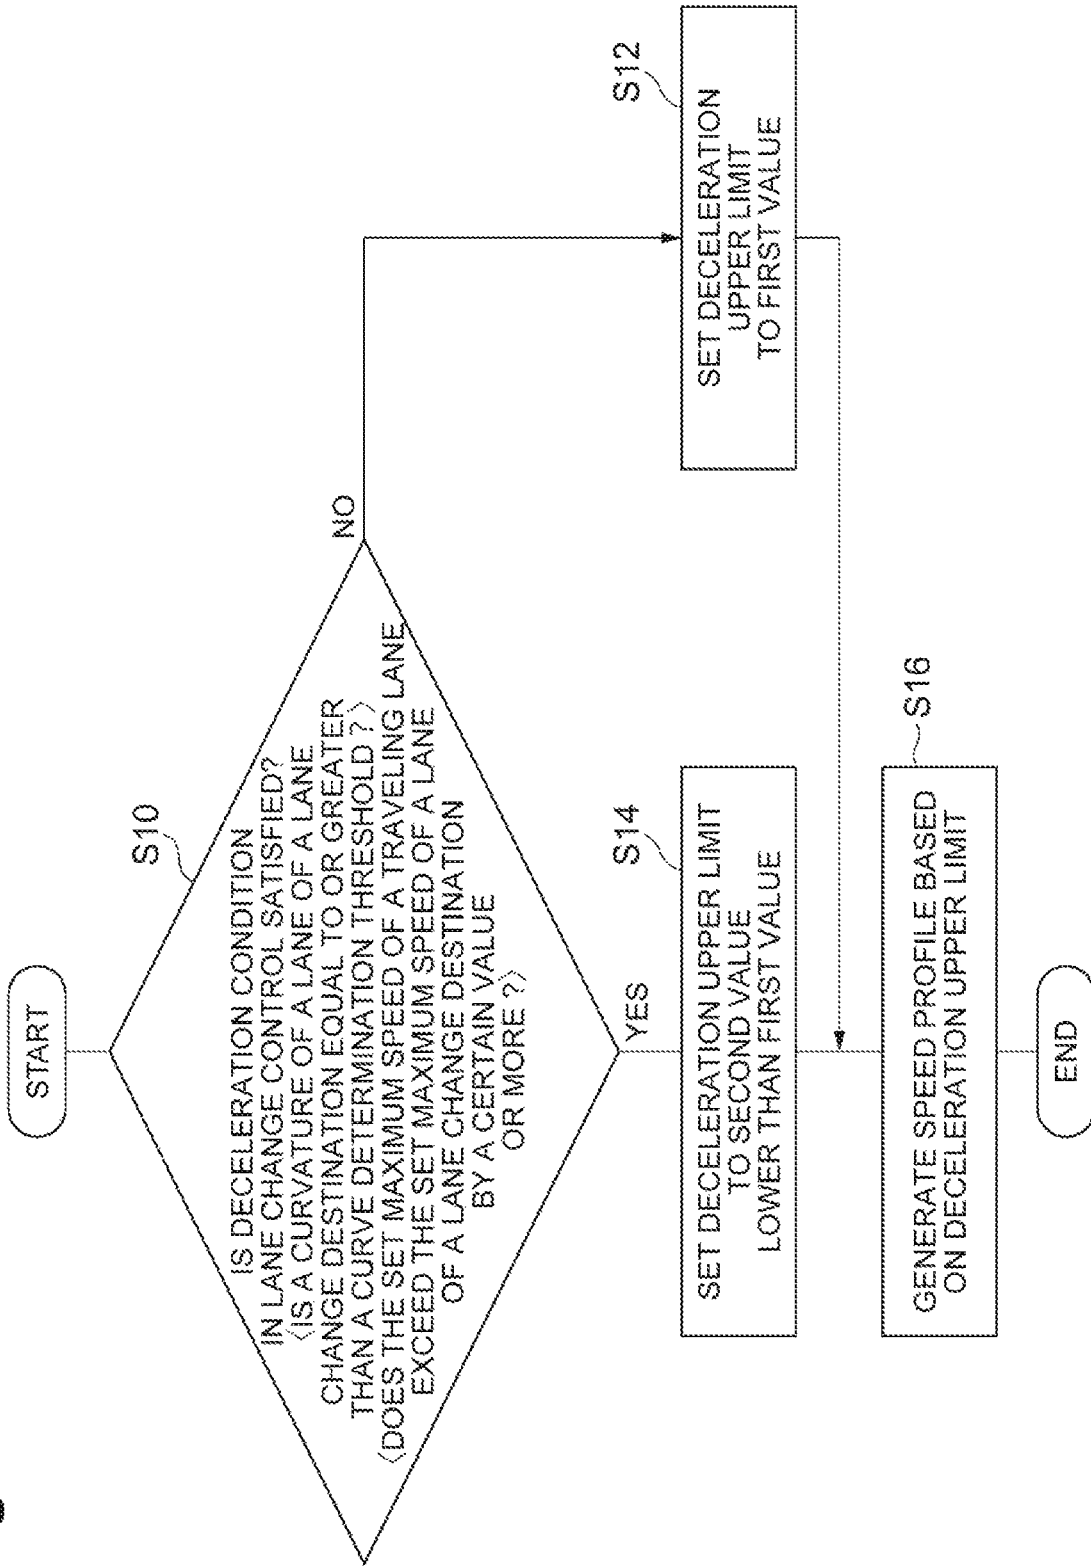 START
S10
IS DECELERATION CONDITION
IN LANE CHANGE CONTROL SATISFIED?
〈IS A CURVATURE OF A LANE OF A LANE
CHANGE DESTINATION EQUAL TO OR GREATER
THAN A CURVE DETERMINATION THRESHOLD ?〉
〈DOES THE SET MAXIMUM SPEED OF A TRAVELING LANE
EXCEED THE SET MAXIMUM SPEED OF A LANE
OF A LANE CHANGE DESTINATION
BY A CERTAIN VALUE
OR MORE ?〉
NO
YES
S14
SET DECELERATION UPPER LIMIT
TO SECOND VALUE
LOWER THAN FIRST VALUE
S12
SET DECELERATION
UPPER LIMIT
TO FIRST VALUE
S16
GENERATE SPEED PROFILE BASED
ON DECELERATION UPPER LIMIT
END